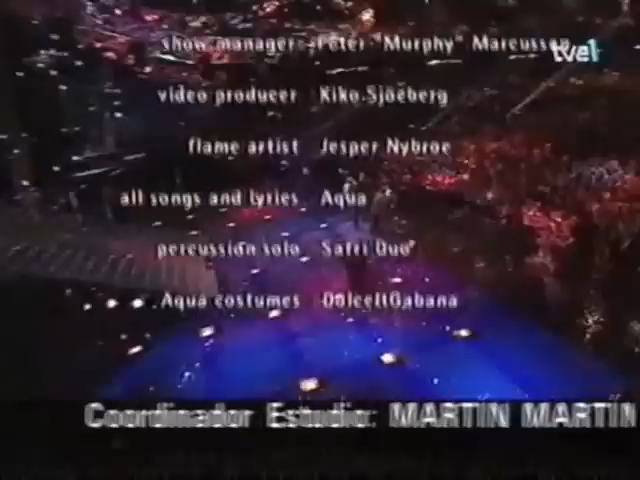 show manager Peter "Murphy" Marcussen
tve1
video producer Kiko Sjöeberg
flame artist Jesper Nybroe
all songs and lyrics Aqua
percussion solo Safri Duo
Aqua costumes Dolce&Gabana
Coordinador Estudio: MARTIN MARTIN